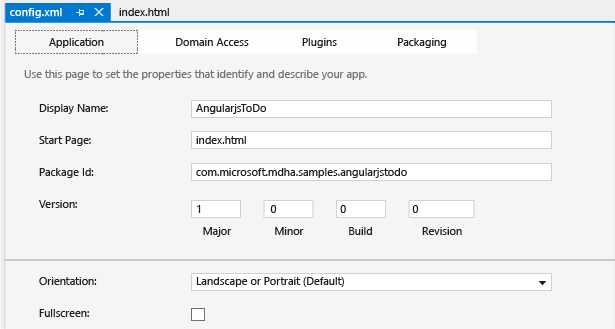 config.xml index.html
Application Domain Access Plugins Packaging
Use this page to set the properties that identify and describe your app.
Display Name: AngularjsToDo
Start Page: index.html
Package Id: com.microsoft.mdha.samples.angularjstodo
Version: 1 0 0 0
Major Minor Build Revision
Orientation: Landscape or Portrait (Default)
Fullscreen: